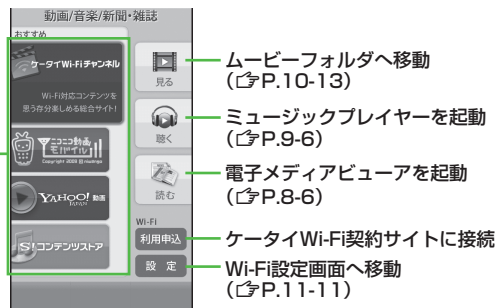 動画/音楽/新聞・雑誌
おすすめ
ケータイWi-Fiチャンネル
Wi-Fi対応コンテンツを
思う存分楽しめる総合サイト!
ニコニコ動画
モバイル
Copyright 2009 © niwango
YAHOO! 動画
JAPAN
S!コンテンツストア
見る
聴く
読む
Wi-Fi
利用申込
設 定
ムービーフォルダへ移動
(☞P.10-13)
ミュージックプレイヤーを起動
(☞P.9-6)
電子メディアビューアを起動
(☞P.8-6)
ケータイWi-Fi契約サイトに接続
Wi-Fi設定画面へ移動
(☞P.11-11)